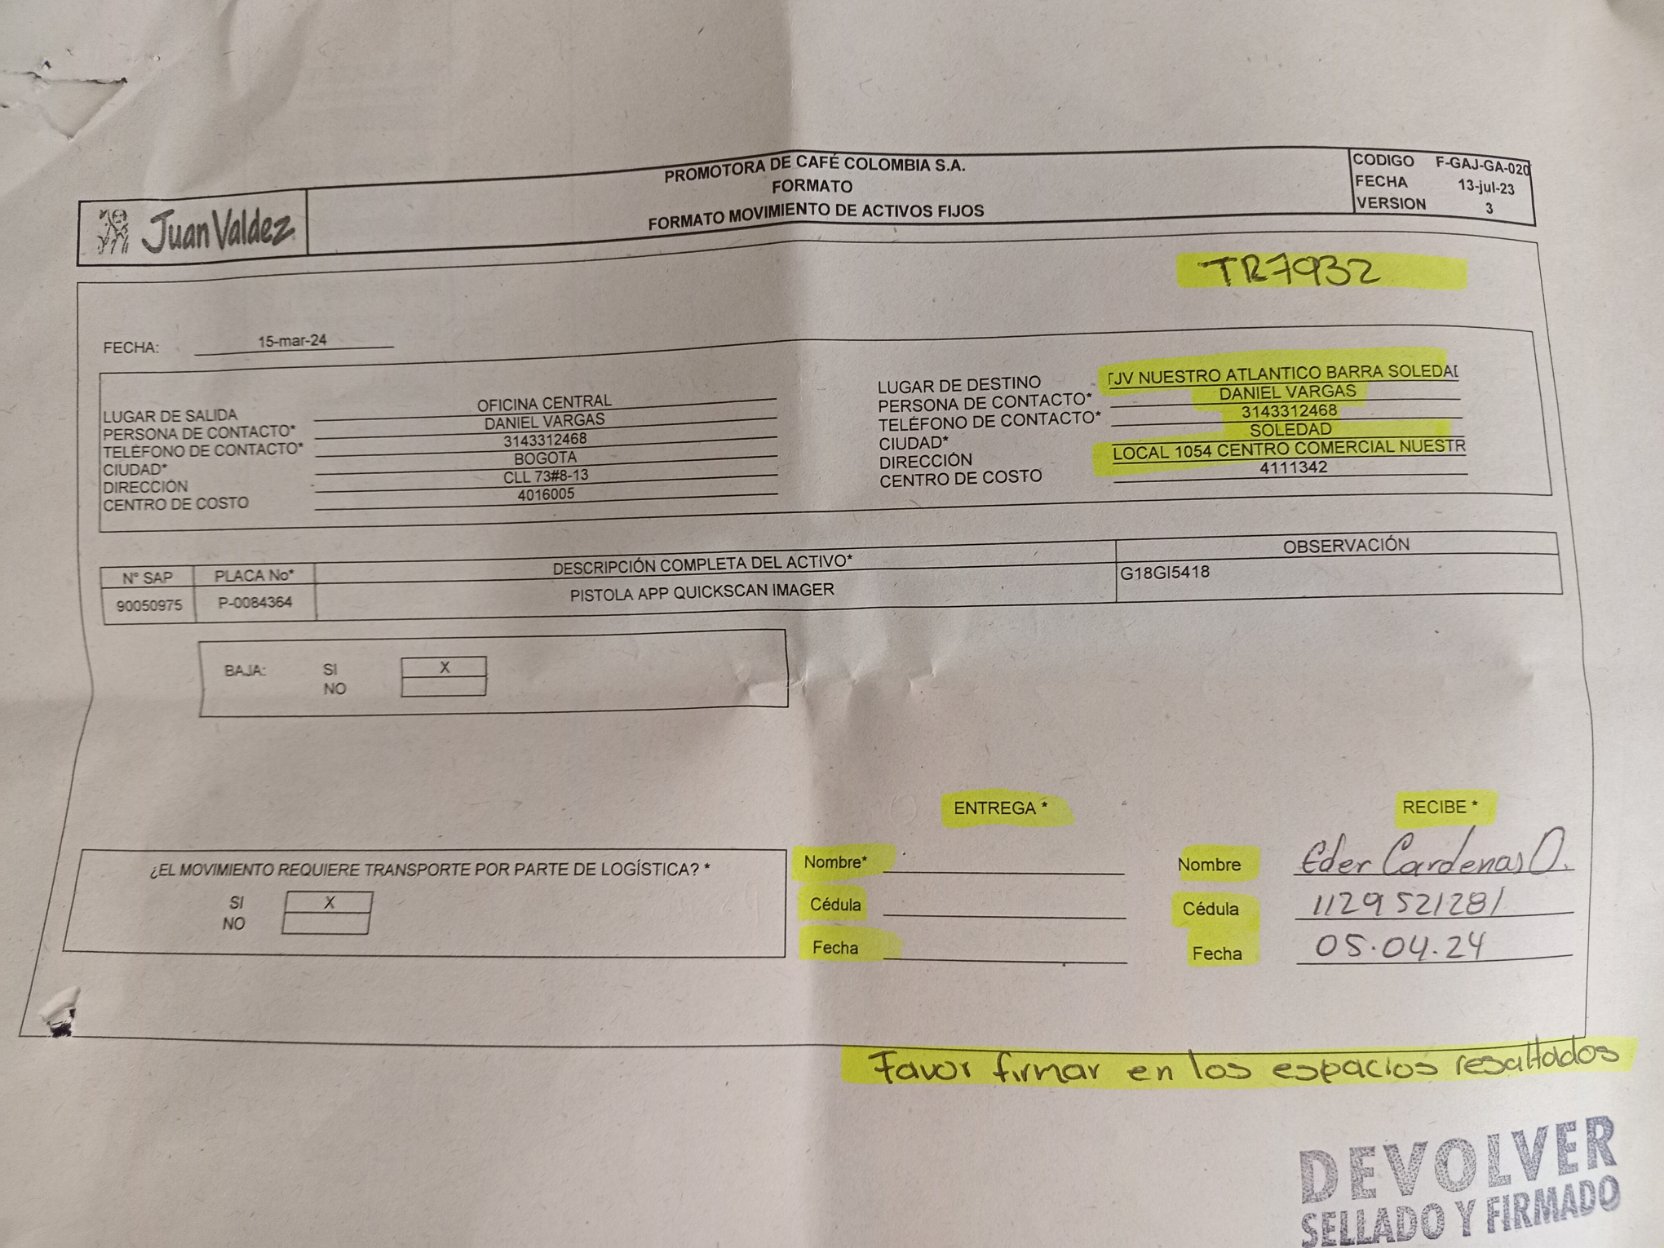 PROMOTORA DE CAFÉ COLOMBIA S.A.
FORMATO
FORMATO MOVIMIENTO DE ACTIVOS FIJOS
CODIGO F-GAJ-GA-020
FECHA 13-jul-23
VERSION 3
Juan Valdez
TR7932
FECHA: 15-mar-24
LUGAR DE SALIDA OFICINA CENTRAL
PERSONA DE CONTACTO* DANIEL VARGAS
TELÉFONO DE CONTACTO* 3143312468
CIUDAD* BOGOTA
DIRECCIÓN CLL 73#8-13
CENTRO DE COSTO 4016005
LUGAR DE DESTINO TJV NUESTRO ATLANTICO BARRA SOLEDAD
PERSONA DE CONTACTO* DANIEL VARGAS
TELÉFONO DE CONTACTO* 3143312468
CIUDAD* SOLEDAD
DIRECCIÓN LOCAL 1054 CENTRO COMERCIAL NUESTR
CENTRO DE COSTO 4111342
N° SAP PLACA No* DESCRIPCIÓN COMPLETA DEL ACTIVO* OBSERVACIÓN
90050975 P-0084364 PISTOLA APP QUICKSCAN IMAGER G18GI5418
BAJA: SI X
NO
ENTREGA * RECIBE *
¿EL MOVIMIENTO REQUIERE TRANSPORTE POR PARTE DE LOGÍSTICA? *
SI X
NO
Nombre*
Cédula
Fecha
Nombre Eder Cardenas O.
Cédula 1129521281
Fecha 05.04.24
Favor firmar en los espacios resaltados
DEVOLVER
SELLADO Y FIRMADO